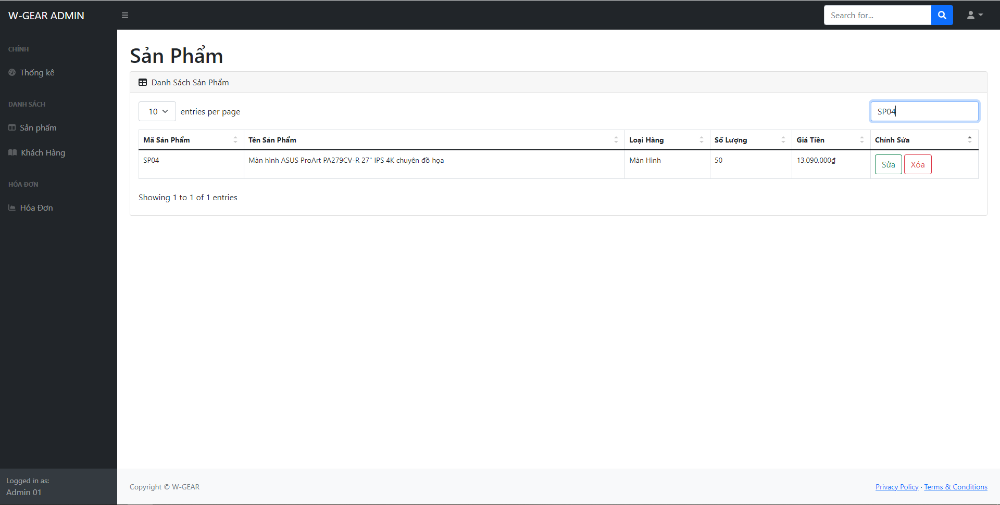 W-GEAR ADMIN
Search for...
CHÍNH
Thống kê
DANH SÁCH
Sản phẩm
Khách Hàng
HÓA ĐƠN
Hóa Đơn
Logged in as:
Admin 01
Sản Phẩm
Danh Sách Sản Phẩm
10 entries per page
SP04
Mã Sản Phẩm Tên Sản Phẩm Loại Hàng Số Lượng Giá Tiền Chỉnh Sửa
SP04 Màn hình ASUS ProArt PA279CV-R 27" IPS 4K chuyên đồ họa Màn Hình 50 13,090,000₫ Sửa Xóa
Showing 1 to 1 of 1 entries
Copyright © W-GEAR
Privacy Policy · Terms & Conditions